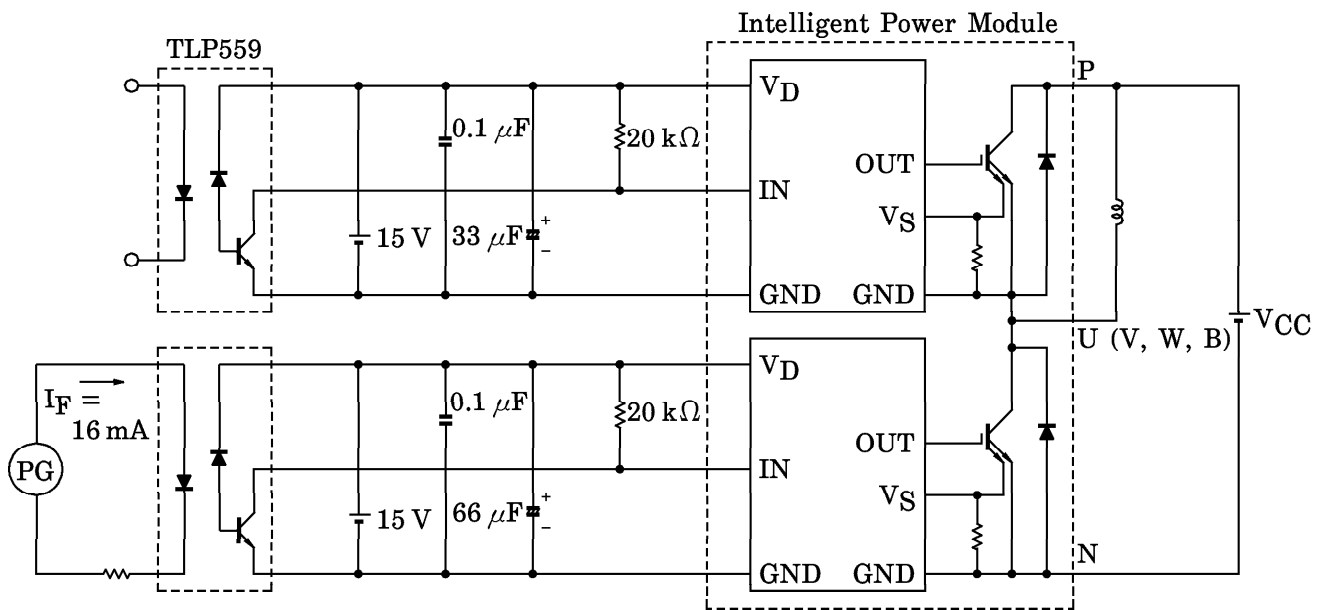 Intelligent Power Module
TLP559
P
V_D
0.1 μF
20 kΩ
OUT
IN
V_S
15 V
33 μF
+
−
GND
GND
V_CC
U (V, W, B)
V_D
I_F =
16 mA
0.1 μF
20 kΩ
OUT
PG
IN
V_S
15 V
66 μF
+
−
N
GND
GND